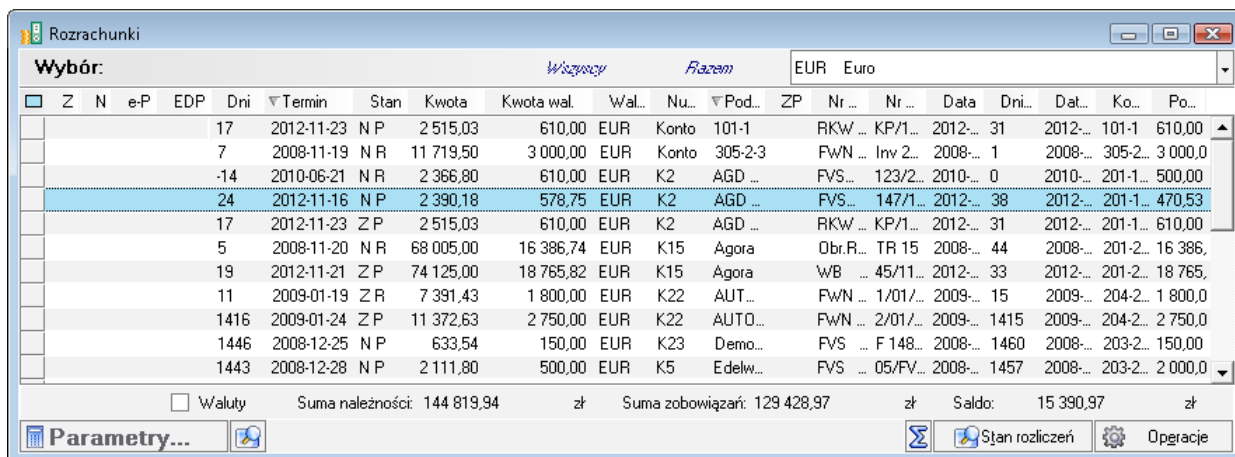 Rozrachunki
Wybór: Wszyscy Razem EUR Euro
Z N e-P EDP Dni Termin Stan Kwota Kwota wal. Wal... Nu... Pod... ZP Nr ... Nr ... Data Dni... Dat... Ko... Po...
17 2012-11-23 N P 2 515,03 610,00 EUR Konto 101-1 RKW ... KP/1... 2012-... 31 2012-... 101-1 610,00
7 2008-11-19 N R 11 719,50 3 000,00 EUR Konto 305-2-3 FWN ... Inv 2... 2008-... 1 2008-... 305-2... 3 000,0
-14 2010-06-21 N R 2 366,80 610,00 EUR K2 AGD ... FVS... 123/2... 2010-... 0 2010-... 201-1... 500,00
24 2012-11-16 N P 2 390,18 578,75 EUR K2 AGD ... FVS... 147/1... 2012-... 38 2012-... 201-1... 470,53
17 2012-11-23 Z P 2 515,03 610,00 EUR K2 AGD ... RKW ... KP/1... 2012-... 31 2012-... 201-1... 610,00
5 2008-11-20 N R 68 005,00 16 386,74 EUR K15 Agora Obr.R... TR 15 2008-... 44 2008-... 201-2... 16 386,
19 2012-11-21 Z P 74 125,00 18 765,82 EUR K15 Agora WB ... 45/11... 2012-... 33 2012-... 201-2... 18 765,
11 2009-01-19 Z R 7 391,43 1 800,00 EUR K22 AUT... FWN ... 1/01/... 2009-... 15 2009-... 204-2... 1 800,0
1416 2009-01-24 Z P 11 372,63 2 750,00 EUR K22 AUTO... FWN ... 2/01/... 2009-... 1415 2009-... 204-2... 2 750,0
1446 2008-12-25 N P 633,54 150,00 EUR K23 Demo... FVS ... F 148... 2008-... 1460 2008-... 203-2... 150,00
1443 2008-12-28 N P 2 111,80 500,00 EUR K5 Edelw... FVS ... 05/FV... 2008-... 1457 2008-... 203-2... 2 000,0
Waluty Suma należności: 144 819,94 zł Suma zobowiązań: 129 428,97 zł Saldo: 15 390,97 zł
Parametry... Σ Stan rozliczeń Operacje